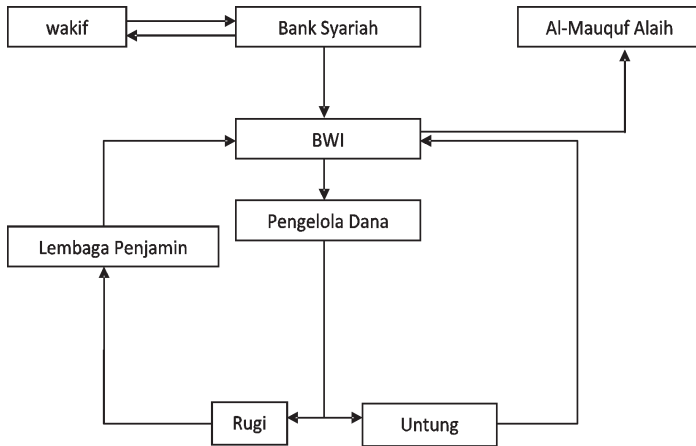 wakif
Bank Syariah
Al-Mauquf Alaih
BWI
Pengelola Dana
Lembaga Penjamin
Rugi
Untung